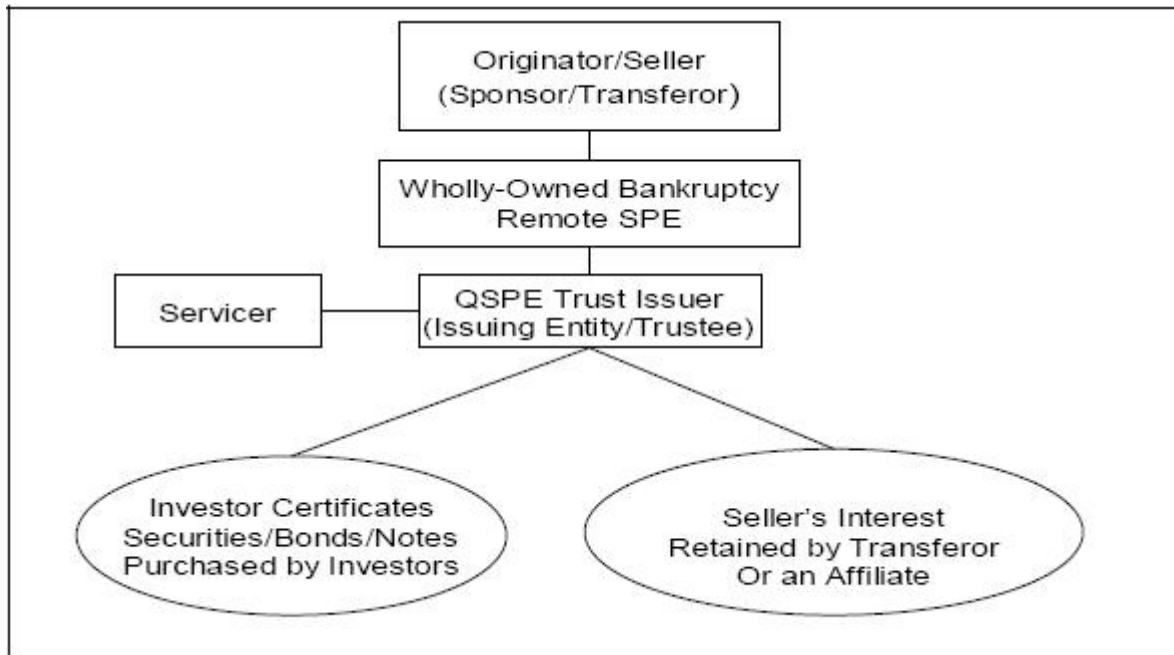 Originator/Seller
(Sponsor/Transferor)
Wholly-Owned Bankruptcy
Remote SPE
Servicer
QSPE Trust Issuer
(Issuing Entity/Trustee)
Investor Certificates
Securities/Bonds/Notes
Purchased by Investors
Seller's Interest
Retained by Transferor
Or an Affiliate